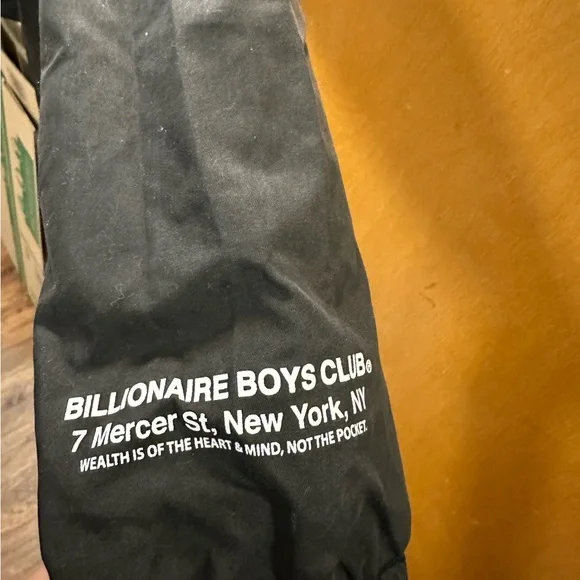 BILLIONAIRE BOYS CLUB®
7 Mercer St, New York, NY
WEALTH IS OF THE HEART & MIND, NOT THE POCKET.